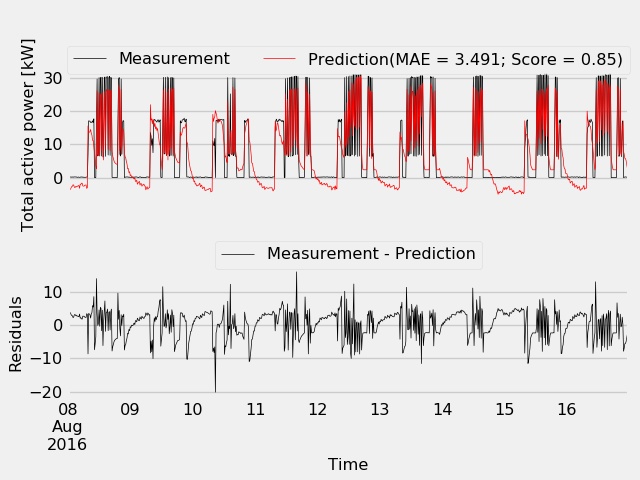 Measurement
Prediction(MAE = 3.491; Score = 0.85)
Total active power [kW]
30
20
10
0
Measurement - Prediction
Residuals
10
0
−10
−20
08 09 10 11 12 13 14 15 16
Aug
2016
Time